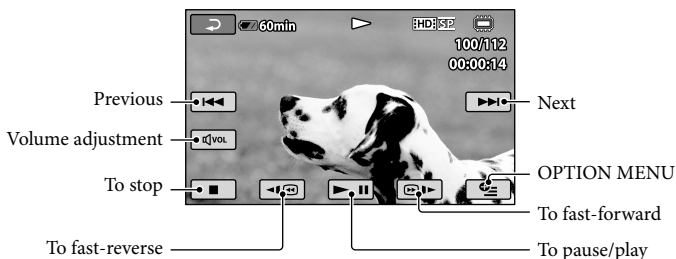 60min HD SP
100/112
00:00:14
Previous
Next
Volume adjustment
VOL
To stop
OPTION MENU
To fast-forward
To fast-reverse
To pause/play